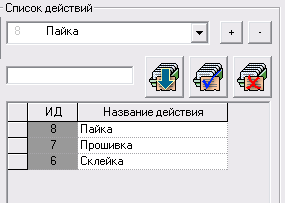 Список действий
8 Пайка
+ -
ИД Название действия
8 Пайка
7 Прошивка
6 Склейка